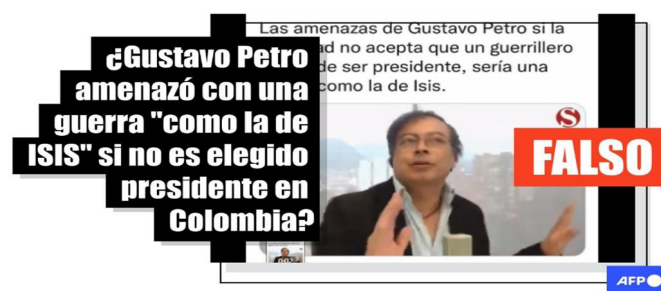 Las amenazas de Gustavo Petro si la
ad no acepta que un guerrillero
de ser presidente, sería una
como la de Isis.
¿Gustavo Petro
amenazó con una
guerra "como la de
ISIS" si no es elegido
presidente en
Colombia?
S
FALSO
AFP